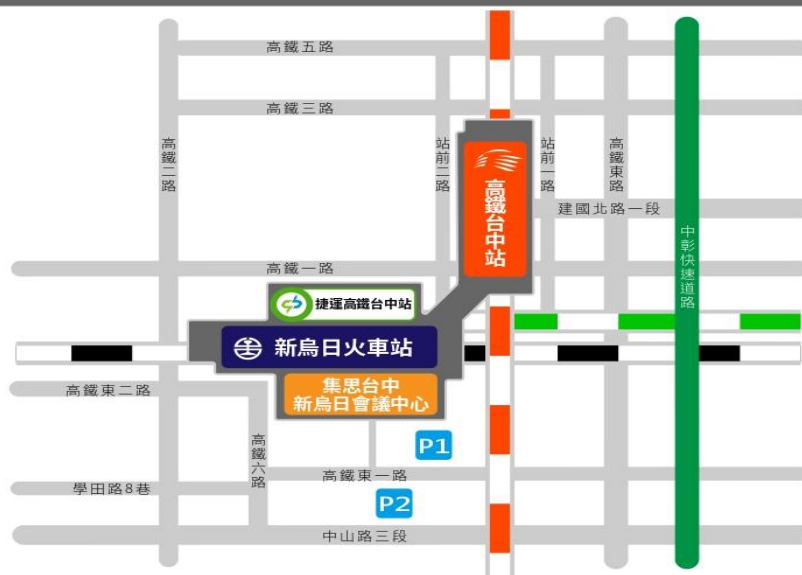 高鐵五路
高鐵三路
高鐵二路
站前二路
站前一路
高鐵東路
高鐵台中站
建國北路一段
中彰快速道路
高鐵一路
捷運高鐵台中站
新烏日火車站
集思台中
新烏日會議中心
高鐵東二路
高鐵六路
P1
高鐵東一路
學田路8巷
P2
中山路三段